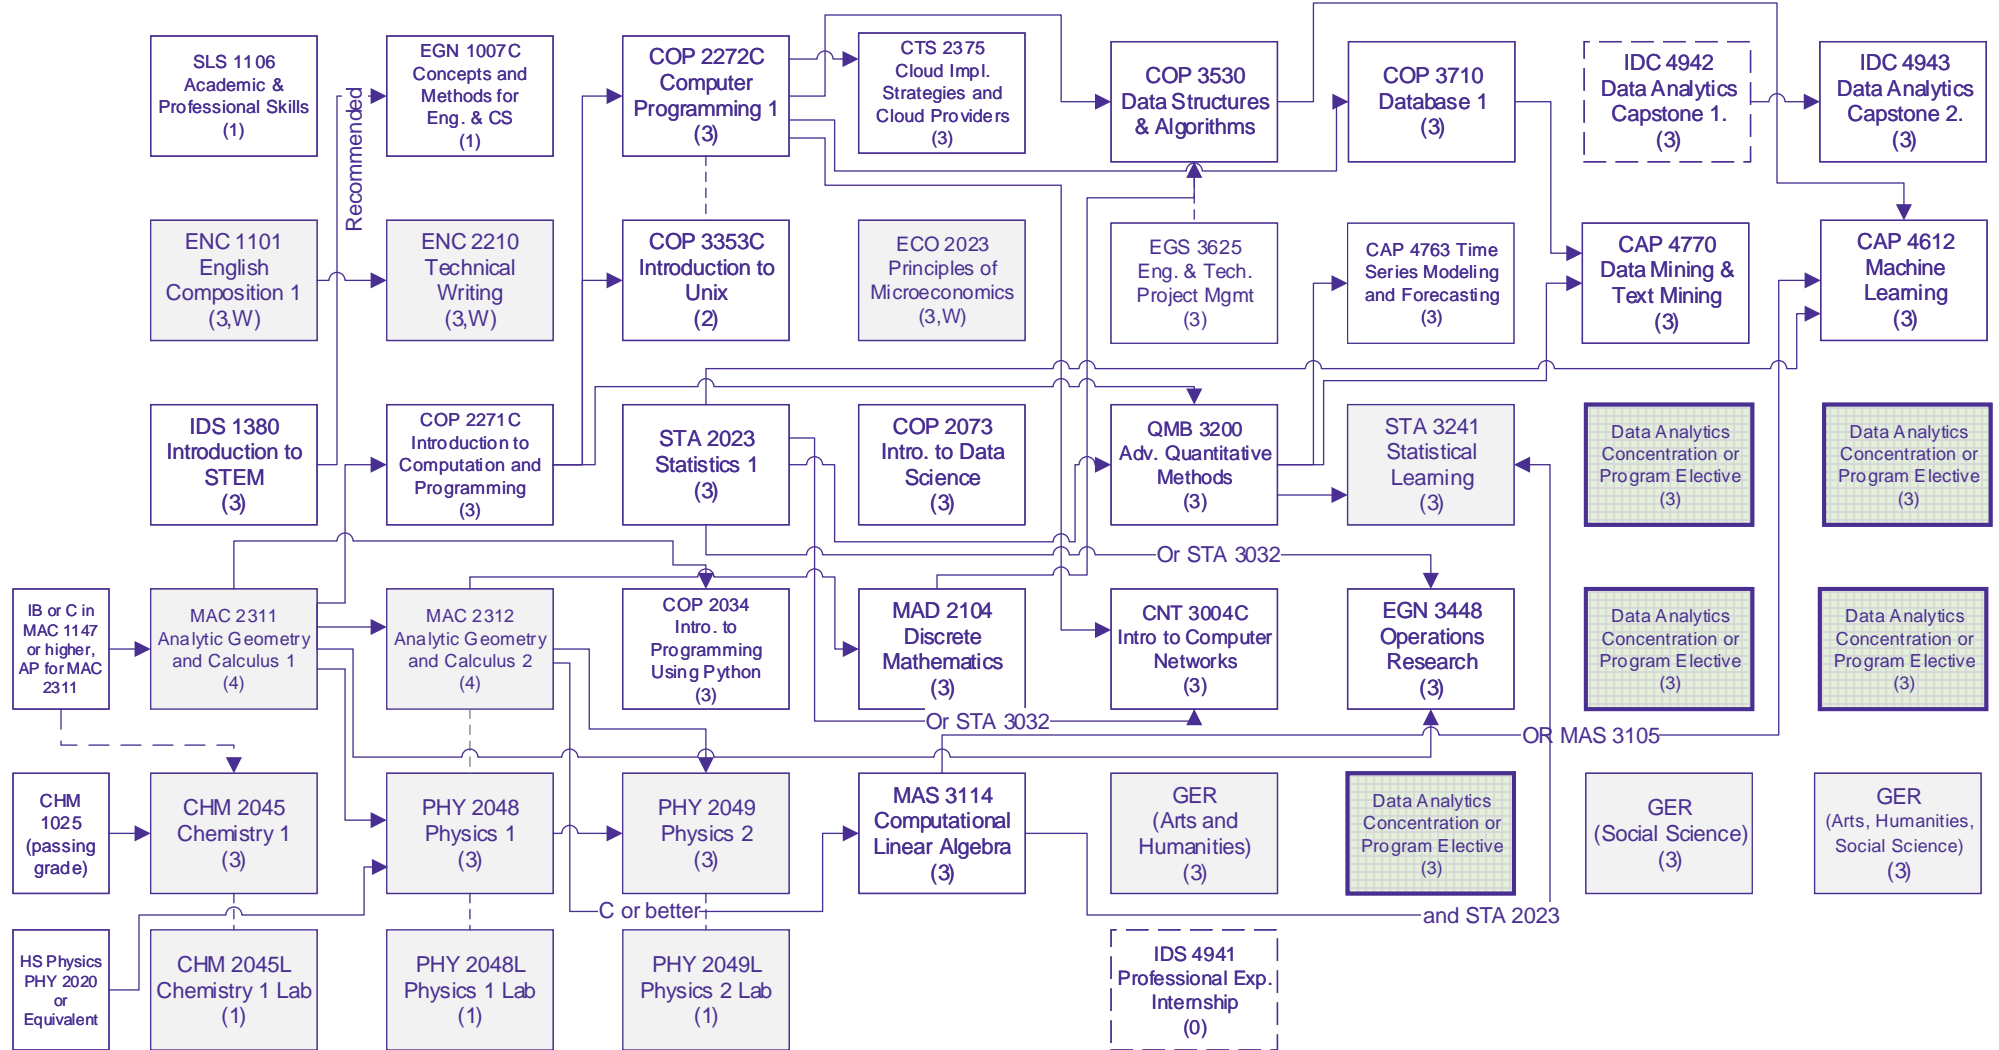 SLS 1106
Academic &
Professional Skills
(1)
EGN 1007C
Concepts and
Methods for
Eng. & CS
(1)
COP 2272C
Computer
Programming 1
(3)
CTS 2375
Cloud Impl.
Strategies and
Cloud Providers
(3)
COP 3530
Data Structures
& Algorithms
COP 3710
Database 1
(3)
IDC 4942
Data Analytics
Capstone 1.
(3)
IDC 4943
Data Analytics
Capstone 2.
(3)
Recommended
ENC 1101
English
Composition 1
(3,W)
ENC 2210
Technical
Writing
(3,W)
COP 3353C
Introduction to
Unix
(2)
ECO 2023
Principles of
Microeconomics
(3,W)
EGS 3625
Eng. & Tech.
Project Mgmt
(3)
CAP 4763 Time
Series Modeling
and Forecasting
(3)
CAP 4770
Data Mining &
Text Mining
(3)
CAP 4612
Machine
Learning
(3)
IDS 1380
Introduction to
STEM
(3)
COP 2271C
Introduction to
Computation and
Programming
(3)
STA 2023
Statistics 1
(3)
COP 2073
Intro. to Data
Science
(3)
QMB 3200
Adv. Quantitative
Methods
(3)
STA 3241
Statistical
Learning
(3)
Data Analytics
Concentration or
Program Elective
(3)
Data Analytics
Concentration or
Program Elective
(3)
Or STA 3032
IB or C in
MAC 1147
or higher,
AP for MAC
2311
MAC 2311
Analytic Geometry
and Calculus 1
(4)
MAC 2312
Analytic Geometry
and Calculus 2
(4)
COP 2034
Intro. to
Programming
Using Python
(3)
MAD 2104
Discrete
Mathematics
(3)
CNT 3004C
Intro to Computer
Networks
(3)
EGN 3448
Operations
Research
(3)
Data Analytics
Concentration or
Program Elective
(3)
Data Analytics
Concentration or
Program Elective
(3)
Or STA 3032
OR MAS 3105
CHM
1025
(passing
grade)
CHM 2045
Chemistry 1
(3)
PHY 2048
Physics 1
(3)
PHY 2049
Physics 2
(3)
MAS 3114
Computational
Linear Algebra
(3)
GER
(Arts and
Humanities)
(3)
Data Analytics
Concentration or
Program Elective
(3)
GER
(Social Science)
(3)
GER
(Arts, Humanities,
Social Science)
(3)
C or better
and STA 2023
HS Physics
PHY 2020
or
Equivalent
CHM 2045L
Chemistry 1 Lab
(1)
PHY 2048L
Physics 1 Lab
(1)
PHY 2049L
Physics 2 Lab
(1)
IDS 4941
Professional Exp.
Internship
(0)